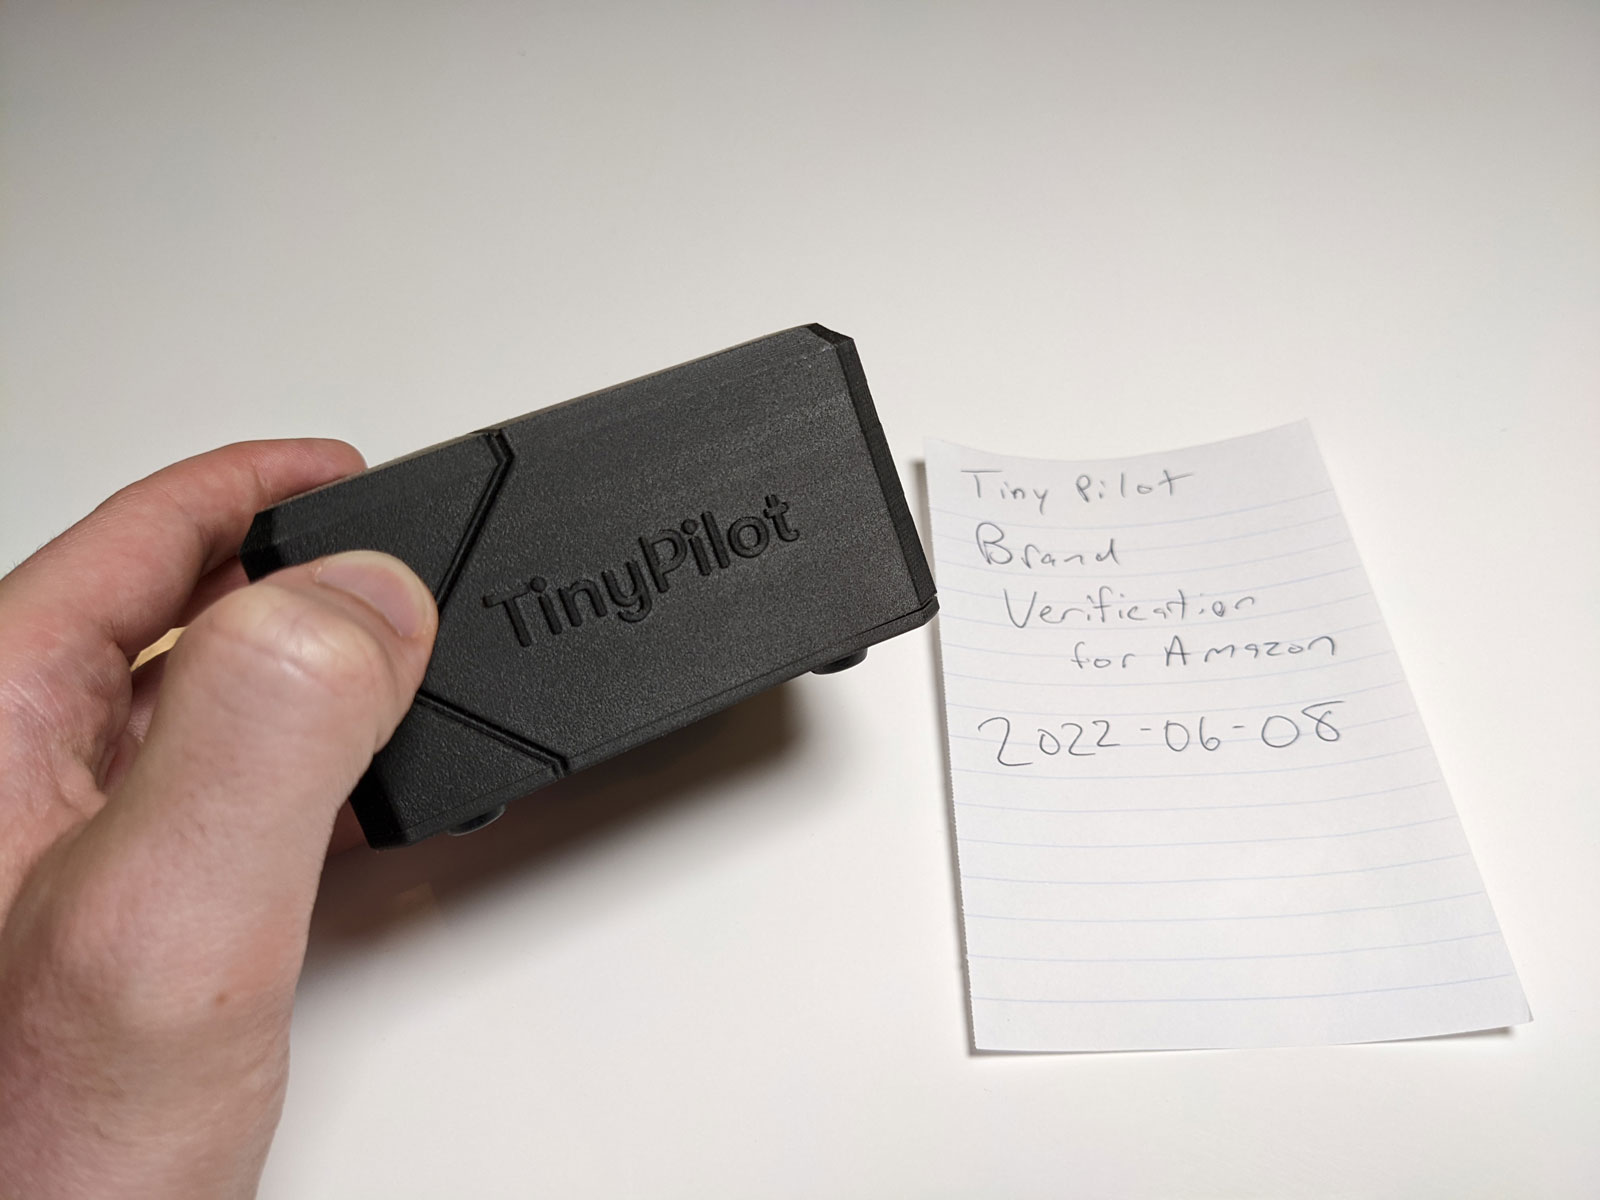 TinyPilot
Tiny Pilot
Brand
Verification
for Amazon
2022-06-08